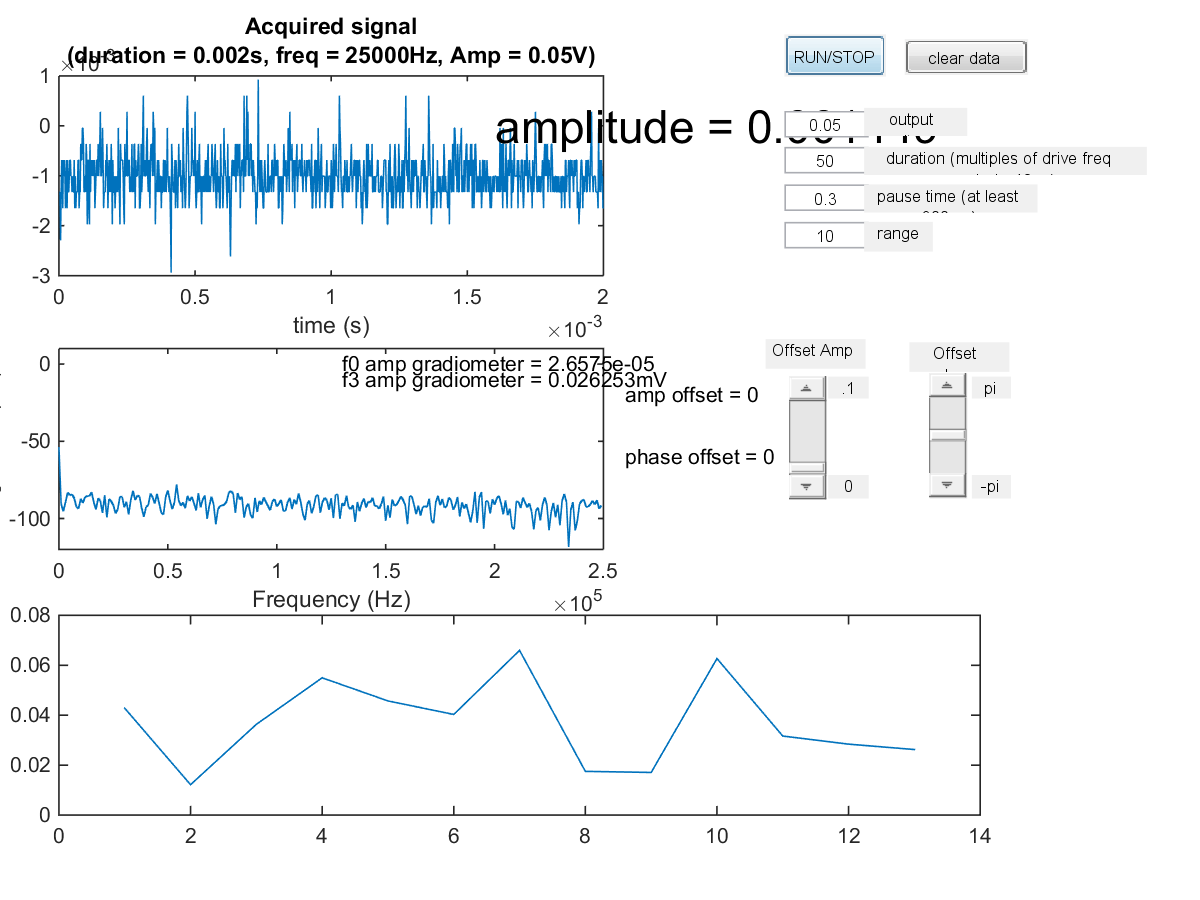 Acquired signal
(duration = 0.002s, freq = 25000Hz, Amp = 0.05V)
1
0
-1
-2
-3
0 0.5 1 1.5 2
time (s)
×10-3
RUN/STOP
clear data
amplitude =
0.05
output
50
duration (multiples of drive freq
0.3
pause time (at least
10
range
0
-50
-100
f0 amp gradiometer = 2.6575e-05
f3 amp gradiometer = 0.026253mV
0 0.5 1 1.5 2 2.5
Frequency (Hz)
×105
amp offset = 0
phase offset = 0
Offset Amp
.1
0
Offset
pi
-pi
0.08
0.06
0.04
0.02
0
0 2 4 6 8 10 12 14